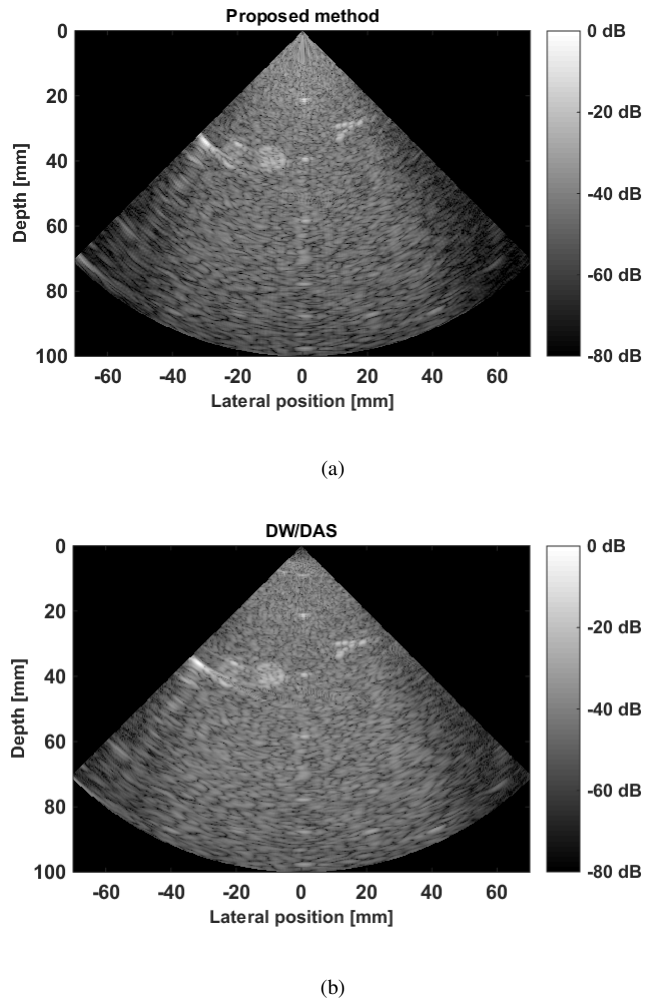 Proposed method
0
20
40
60
80
100
Depth [mm]
-60 -40 -20 0 20 40 60
Lateral position [mm]
0 dB
-20 dB
-40 dB
-60 dB
-80 dB
(a)
DW/DAS
0
20
40
60
80
100
Depth [mm]
-60 -40 -20 0 20 40 60
Lateral position [mm]
0 dB
-20 dB
-40 dB
-60 dB
-80 dB
(b)